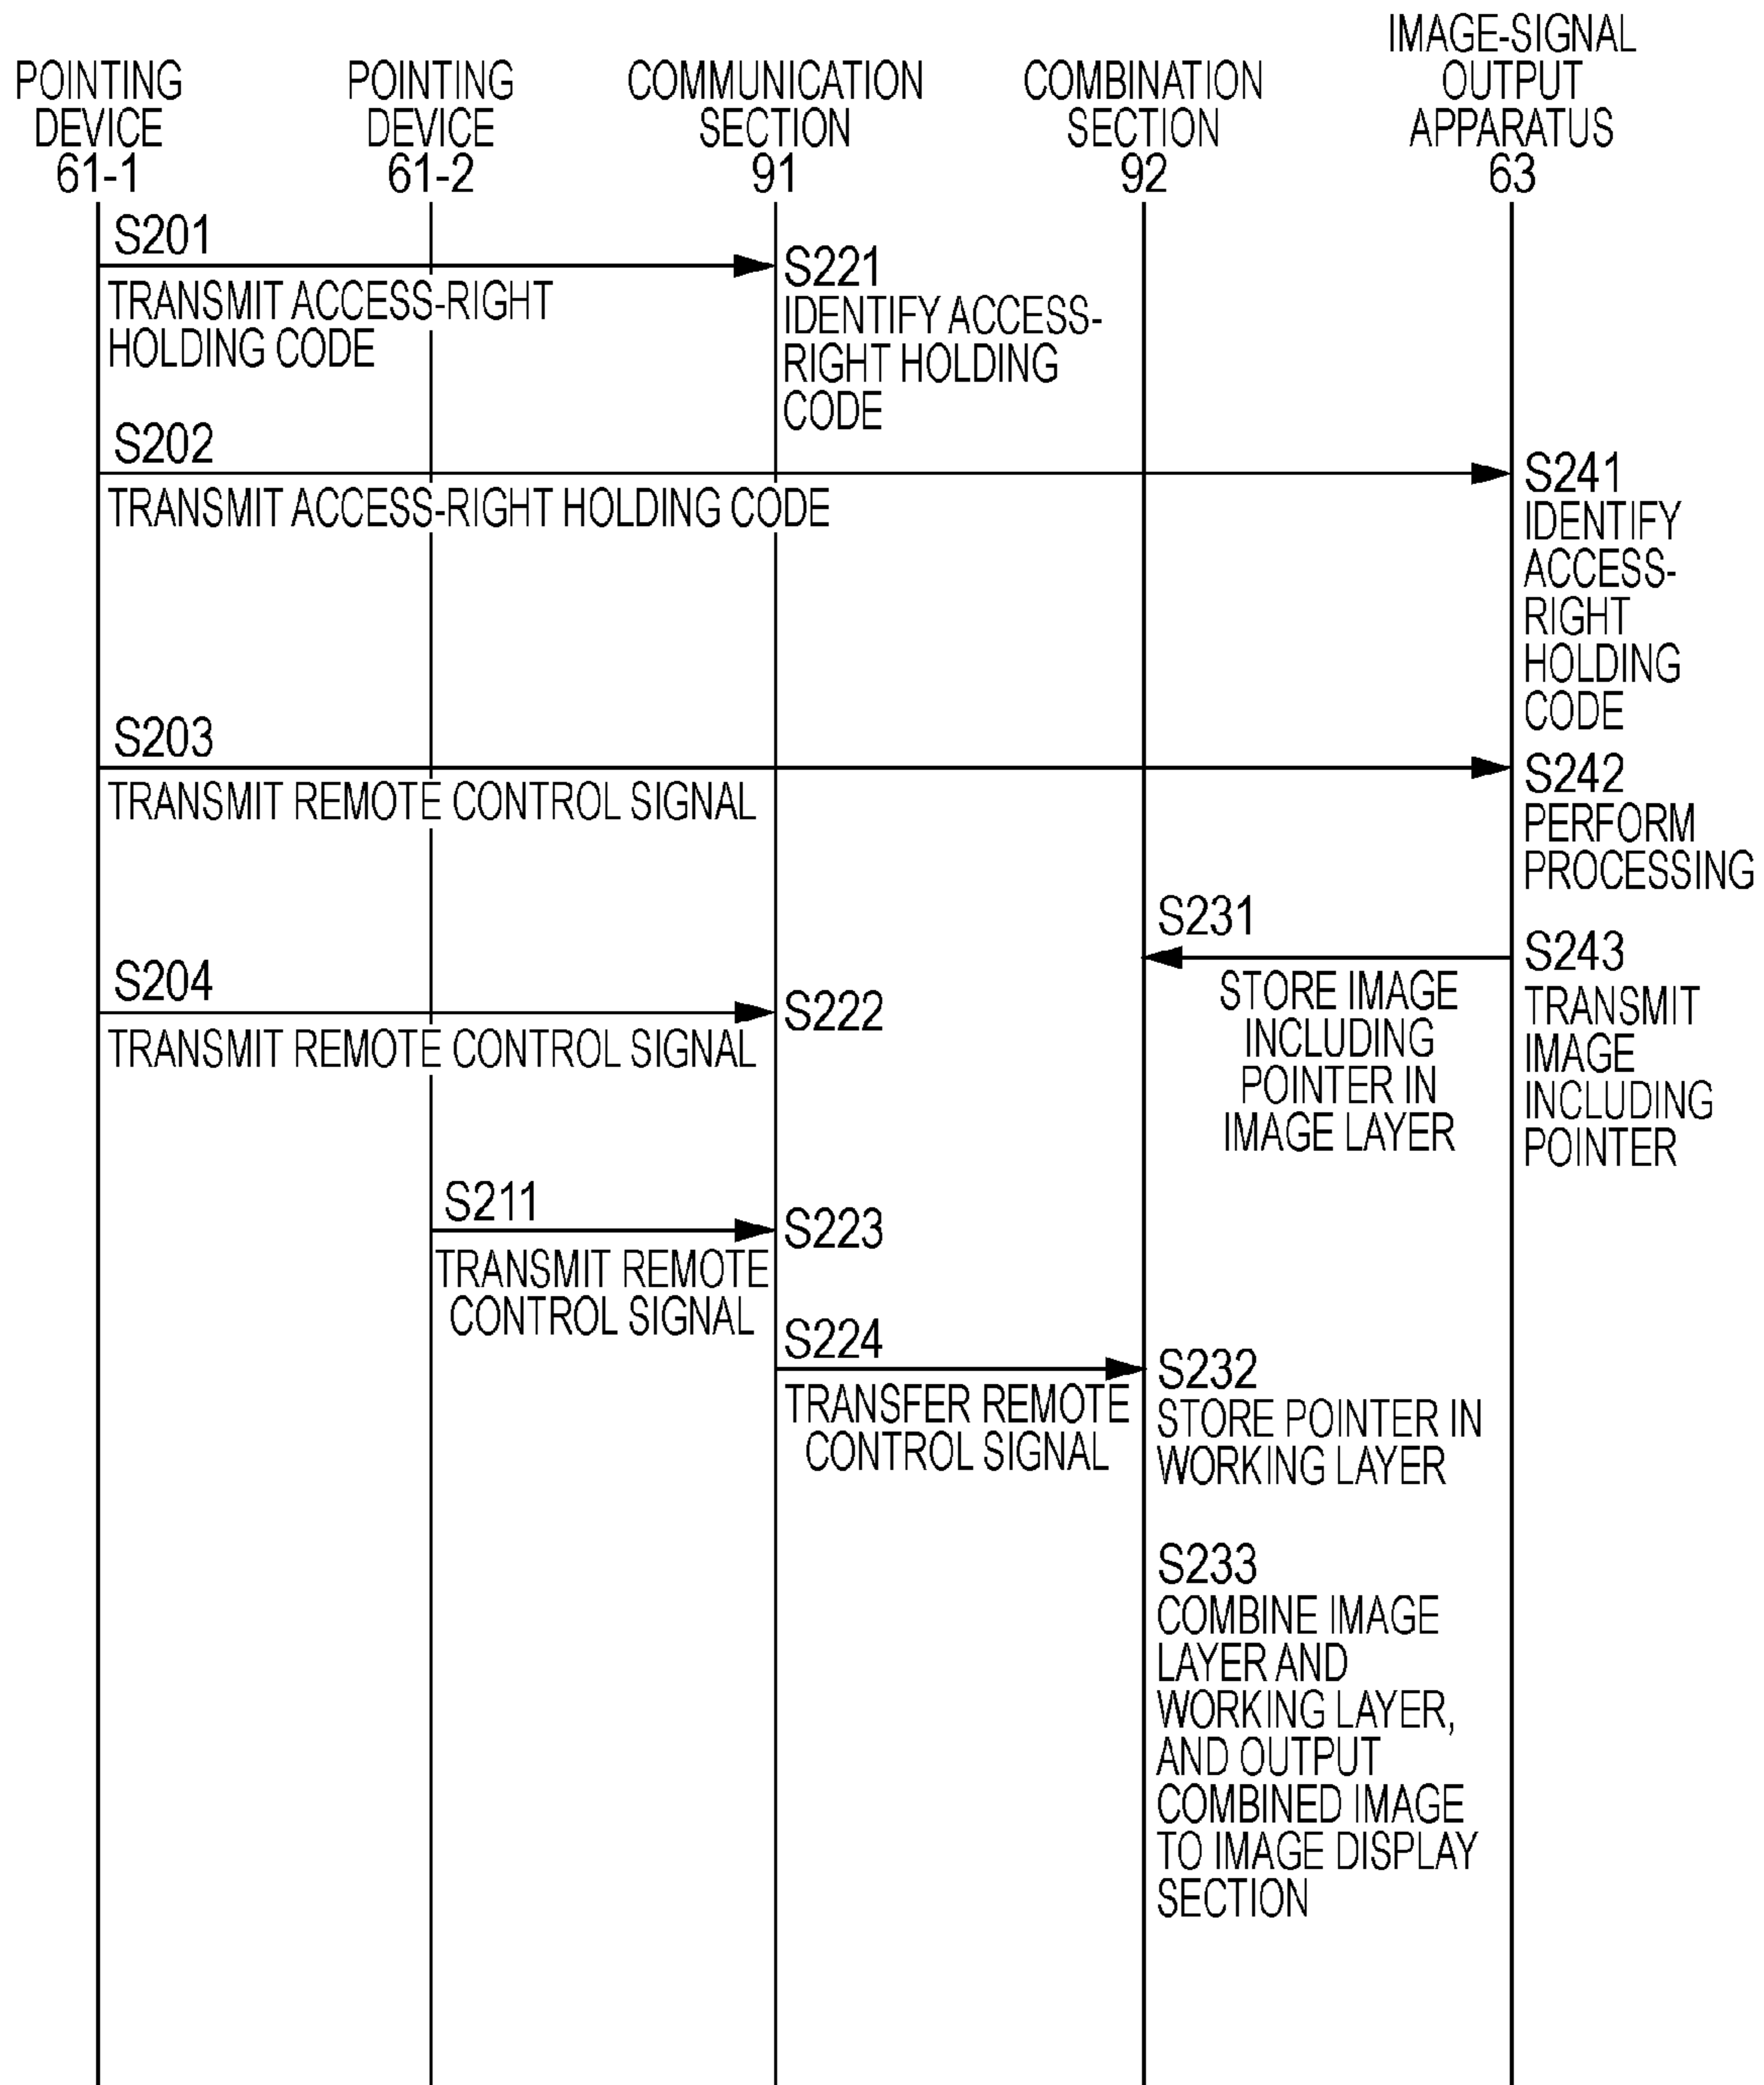 POINTING
DEVICE
61-1
POINTING
DEVICE
61-2
COMMUNICATION
SECTION
91
COMBINATION
SECTION
92
IMAGE-SIGNAL
OUTPUT
APPARATUS
63
S201
TRANSMIT ACCESS-RIGHT
HOLDING CODE
S221
IDENTIFY ACCESS-
RIGHT HOLDING
CODE
S202
TRANSMIT ACCESS-RIGHT HOLDING CODE
S241
IDENTIFY
ACCESS-
RIGHT
HOLDING
CODE
S203
TRANSMIT REMOTE CONTROL SIGNAL
S242
PERFORM
PROCESSING
S231
STORE IMAGE
INCLUDING
POINTER IN
IMAGE LAYER
S243
TRANSMIT
IMAGE
INCLUDING
POINTER
S204
TRANSMIT REMOTE CONTROL SIGNAL
S222
S211
TRANSMIT REMOTE
CONTROL SIGNAL
S223
S224
TRANSFER REMOTE
CONTROL SIGNAL
S232
STORE POINTER IN
WORKING LAYER
S233
COMBINE IMAGE
LAYER AND
WORKING LAYER,
AND OUTPUT
COMBINED IMAGE
TO IMAGE DISPLAY
SECTION